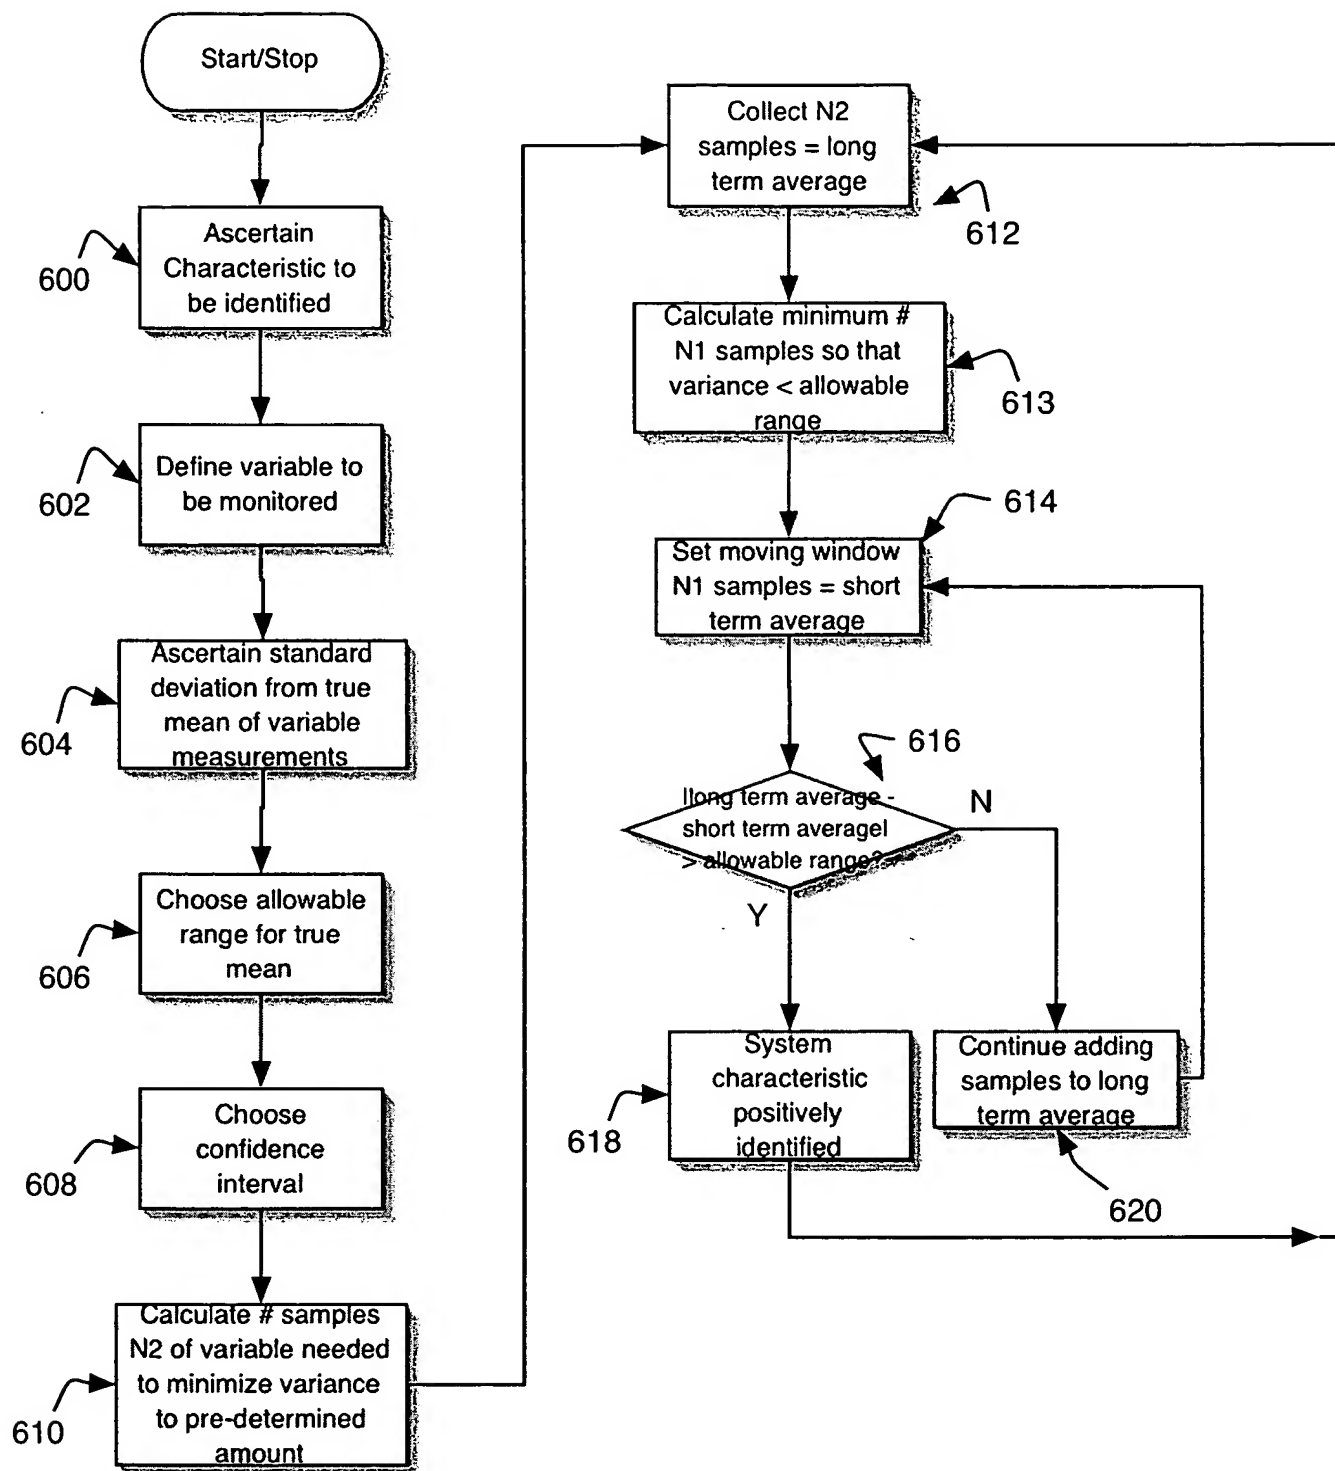 Start/Stop
Ascertain
Characteristic to
be identified
600
Define variable to
be monitored
602
Ascertain standard
deviation from true
mean of variable
measurements
604
Choose allowable
range for true
mean
606
Choose
confidence
interval
608
Calculate # samples
N2 of variable needed
to minimize variance
to pre-determined
amount
610
Collect N2
samples = long
term average
612
Calculate minimum #
N1 samples so that
variance < allowable
range
613
614
Set moving window
N1 samples = short
term average
616
|long term average -
short term average|
> allowable range?
N
Y
System
characteristic
positively
identified
618
Continue adding
samples to long
term average
620